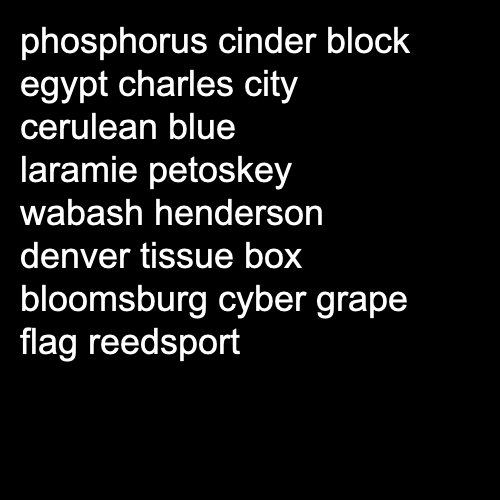 phosphorus cinder block
egypt charles city
cerulean blue
laramie petoskey
wabash henderson
denver tissue box
bloomsburg cyber grape
flag reedsport